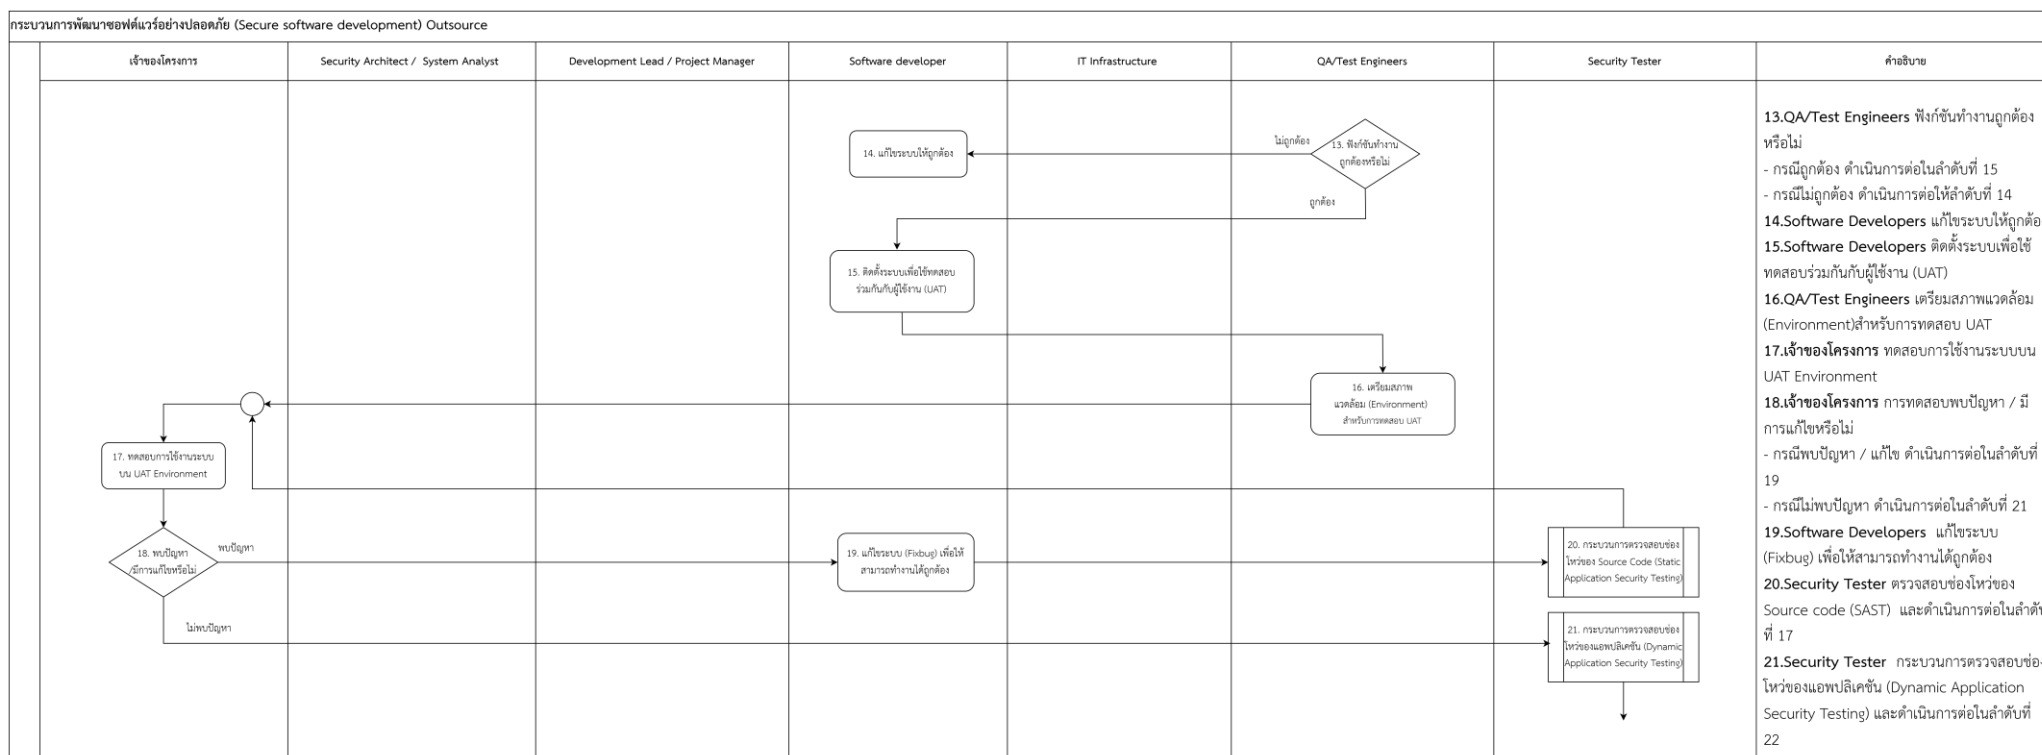 กระบวนการพัฒนาซอฟต์แวร์อย่างปลอดภัย (Secure software development) Outsource
เจ้าของโครงการ
Security Architect / System Analyst
Development Lead / Project Manager
Software developer
IT Infrastructure
QA/Test Engineers
Security Tester
คำอธิบาย
14. แก้ไขระบบให้ถูกต้อง
ไม่ถูกต้อง
13. ฟังก์ชันทำงาน
ถูกต้องหรือไม่
ถูกต้อง
15. ติดตั้งระบบเพื่อใช้ทดสอบ
ร่วมกันกับผู้ใช้งาน (UAT)
16. เตรียมสภาพ
แวดล้อม (Environment)
สำหรับการทดสอบ UAT
17. ทดสอบการใช้งานระบบ
บน UAT Environment
18. พบปัญหา
/มีการแก้ไขหรือไม่
พบปัญหา
19. แก้ไขระบบ (Fixbug) เพื่อให้
สามารถทำงานได้ถูกต้อง
20. กระบวนการตรวจสอบช่อง
โหว่ของ Source Code (Static
Application Security Testing)
ไม่พบปัญหา
21. กระบวนการตรวจสอบช่อง
โหว่ของแอพปลิเคชัน (Dynamic
Application Security Testing)
13.QA/Test Engineers ฟังก์ชันทำงานถูกต้อง
หรือไม่
- กรณีถูกต้อง ดำเนินการต่อในลำดับที่ 15
- กรณีไม่ถูกต้อง ดำเนินการต่อให้ลำดับที่ 14
14.Software Developers แก้ไขระบบให้ถูกต้อ
15.Software Developers ติดตั้งระบบเพื่อใช้
ทดสอบร่วมกันกับผู้ใช้งาน (UAT)
16.QA/Test Engineers เตรียมสภาพแวดล้อม
(Environment)สำหรับการทดสอบ UAT
17.เจ้าของโครงการ ทดสอบการใช้งานระบบบน
UAT Environment
18.เจ้าของโครงการ การทดสอบพบปัญหา / มี
การแก้ไขหรือไม่
- กรณีพบปัญหา / แก้ไข ดำเนินการต่อในลำดับที่
19
- กรณีไม่พบปัญหา ดำเนินการต่อในลำดับที่ 21
19.Software Developers แก้ไขระบบ
(Fixbug) เพื่อให้สามารถทำงานได้ถูกต้อง
20.Security Tester ตรวจสอบช่องโหว่ของ
Source code (SAST) และดำเนินการต่อในลำดับ
ที่ 17
21.Security Tester กระบวนการตรวจสอบช่อง
โหว่ของแอพปลิเคชัน (Dynamic Application
Security Testing) และดำเนินการต่อในลำดับที่
22